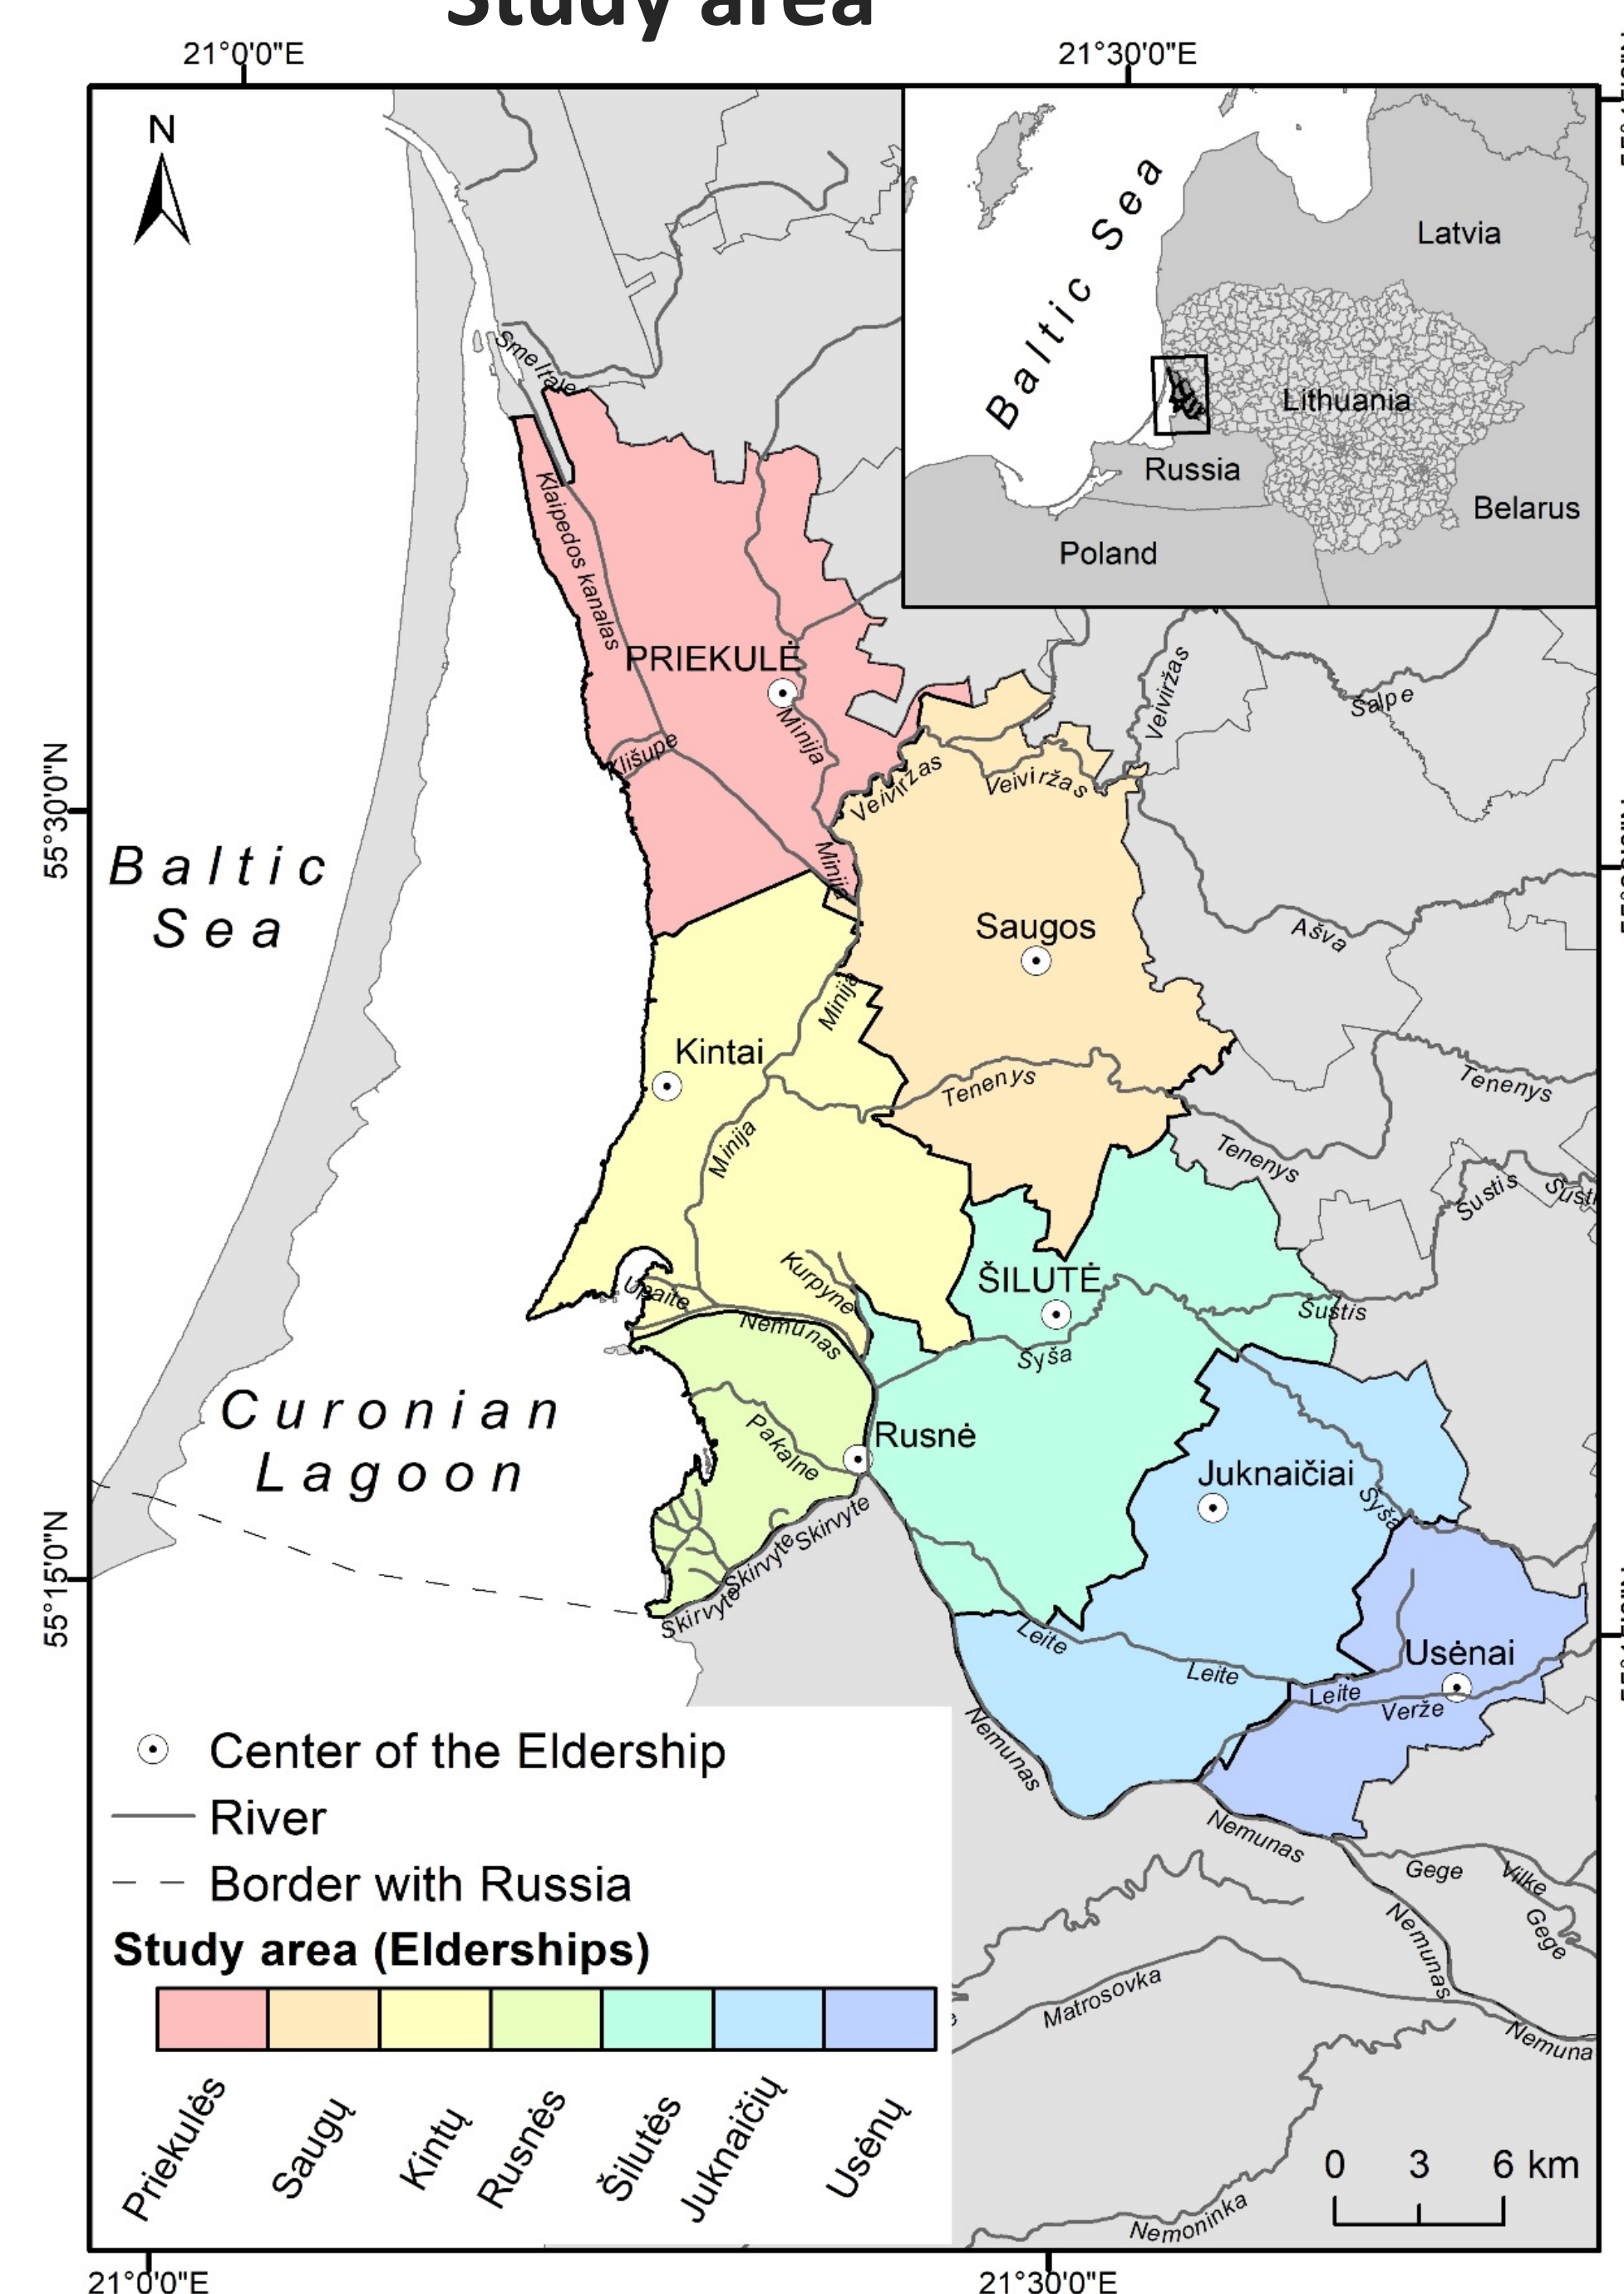 Study area
21°0'0"E
21°30'0"E
N
Baltic Sea
Latvia
Lithuania
Russia
Belarus
Poland
Smeltale
Klaipedos kanalas
PRIEKULĖ
Minija
Klišupe
Veiviržas
Šalpe
Veiviržas
Veiviržas
55°30'0"N
Baltic
Sea
Minija
Saugos
Ašva
Minija
Kintai
Tenenys
Tenenys
Minija
Tenenys
Šustis
Kurpyne
Upaite
ŠILUTĖ
Šustis
Nemunas
Šyša
Curonian
Lagoon
Pakalne
Rusnė
Juknaičiai
Šyša
Skirvyte
Skirvyte
Skirvyte
55°15'0"N
Leite
Leite
Usėnai
Leite
Verže
Nemunas
Nemunas
Gege
Vilke
Gege
Nemunas
Matrosovka
Nemuna
Nemoninka
Center of the Eldership
River
Border with Russia
Study area (Elderships)
Priekulės
Saugų
Kintų
Rusnės
Šilutės
Juknaičių
Usėnų
0 3 6 km
21°0'0"E
21°30'0"E